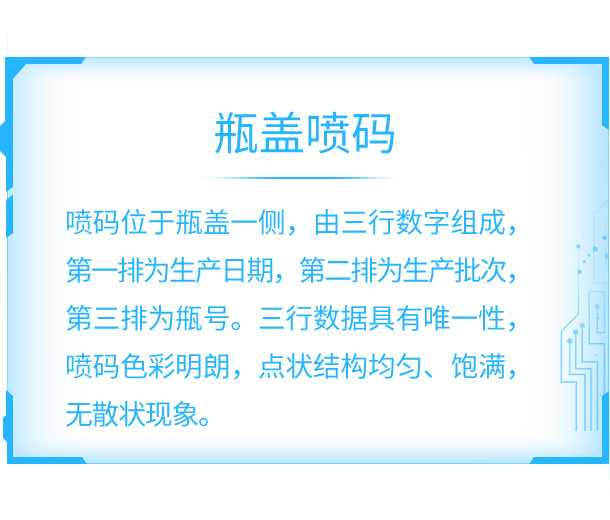 瓶盖喷码
喷码位于瓶盖一侧，由三行数字组成，
第一排为生产日期，第二排为生产批次，
第三排为瓶号。三行数据具有唯一性，
喷码色彩明朗，点状结构均匀、饱满，
无散状现象。